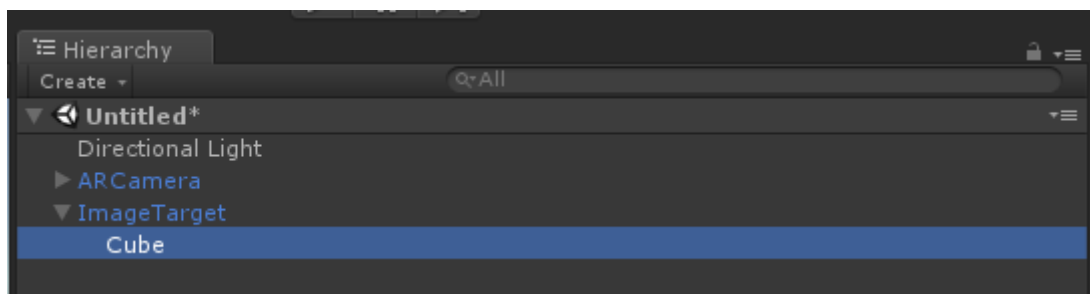 Hierarchy
Create
All
Untitled*
Directional Light
ARCamera
ImageTarget
Cube